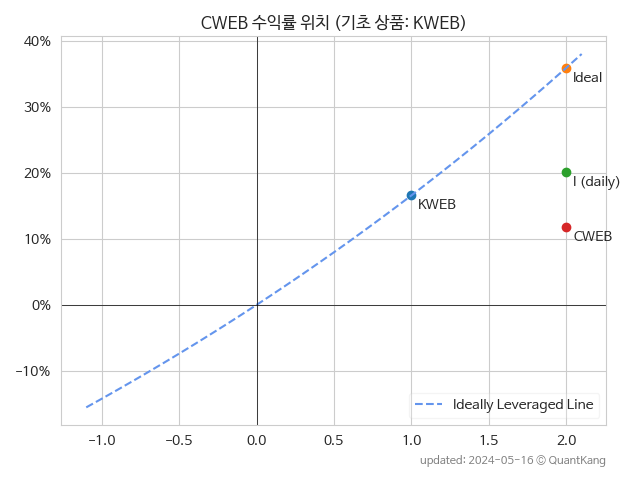 CWEB 수익률 위치 (기초 상품: KWEB)
40%
30%
20%
10%
0%
−10%
Ideal
I (daily)
KWEB
CWEB
Ideally Leveraged Line
−1.0 −0.5 0.0 0.5 1.0 1.5 2.0
updated: 2024-05-16 © QuantKang